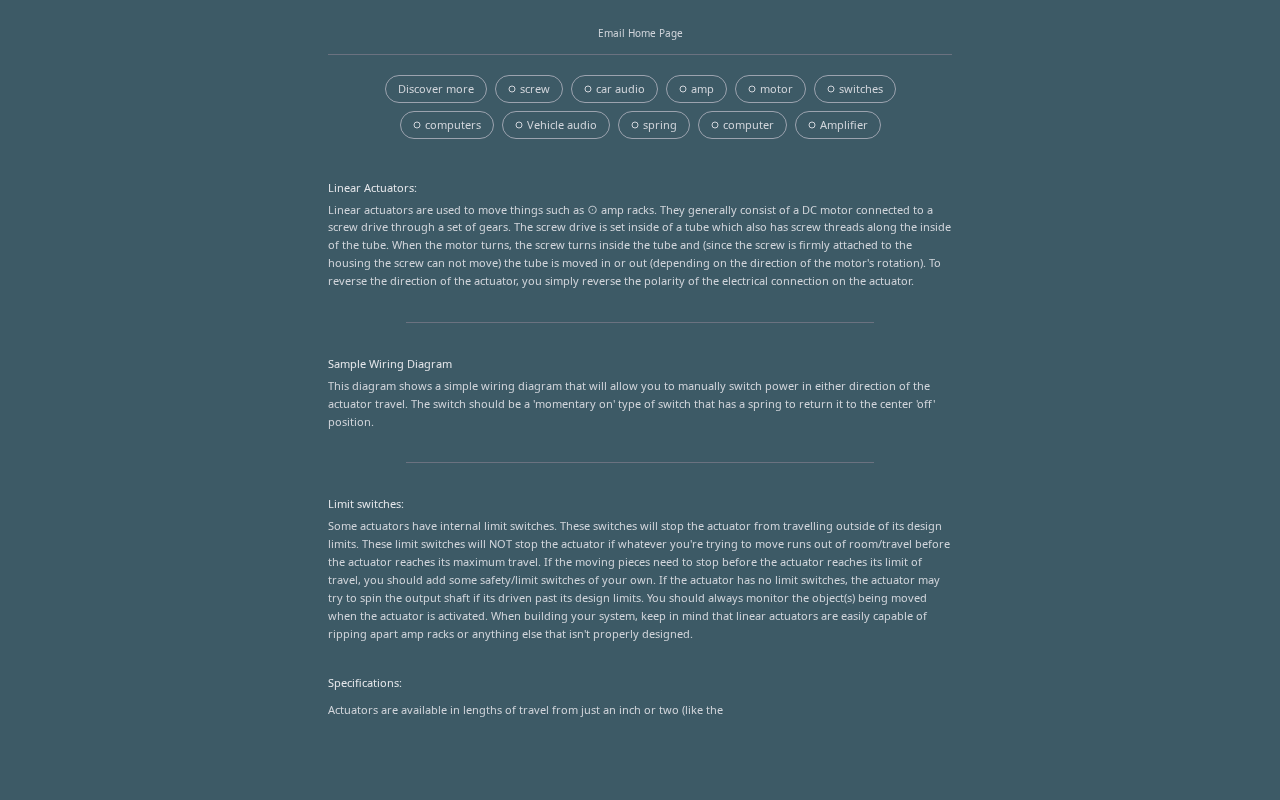 Email Home Page
Discover more screw car audio amp motor switches
computers Vehicle audio spring computer Amplifier
Linear Actuators:
Linear actuators are used to move things such as ⊙ amp racks. They generally consist of a DC motor connected to a
screw drive through a set of gears. The screw drive is set inside of a tube which also has screw threads along the inside
of the tube. When the motor turns, the screw turns inside the tube and (since the screw is firmly attached to the
housing the screw can not move) the tube is moved in or out (depending on the direction of the motor's rotation). To
reverse the direction of the actuator, you simply reverse the polarity of the electrical connection on the actuator.
Sample Wiring Diagram
This diagram shows a simple wiring diagram that will allow you to manually switch power in either direction of the
actuator travel. The switch should be a 'momentary on' type of switch that has a spring to return it to the center 'off'
position.
Limit switches:
Some actuators have internal limit switches. These switches will stop the actuator from travelling outside of its design
limits. These limit switches will NOT stop the actuator if whatever you're trying to move runs out of room/travel before
the actuator reaches its maximum travel. If the moving pieces need to stop before the actuator reaches its limit of
travel, you should add some safety/limit switches of your own. If the actuator has no limit switches, the actuator may
try to spin the output shaft if its driven past its design limits. You should always monitor the object(s) being moved
when the actuator is activated. When building your system, keep in mind that linear actuators are easily capable of
ripping apart amp racks or anything else that isn't properly designed.
Specifications:
Actuators are available in lengths of travel from just an inch or two (like the